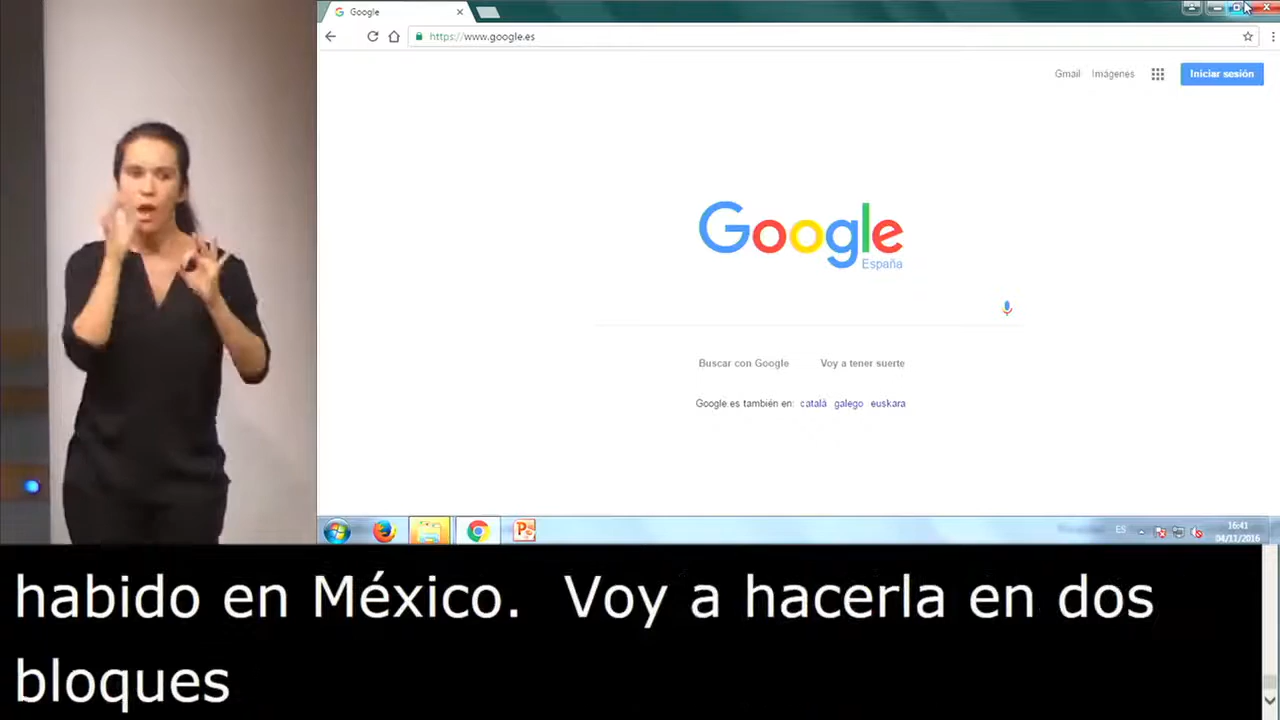 Google
https://www.google.es
Gmail Imágenes Iniciar sesión
Google
España
Buscar con Google Voy a tener suerte
Google.es también en: català galego euskara
ES 16:41
04/11/2016
habido en México. Voy a hacerla en dos
bloques